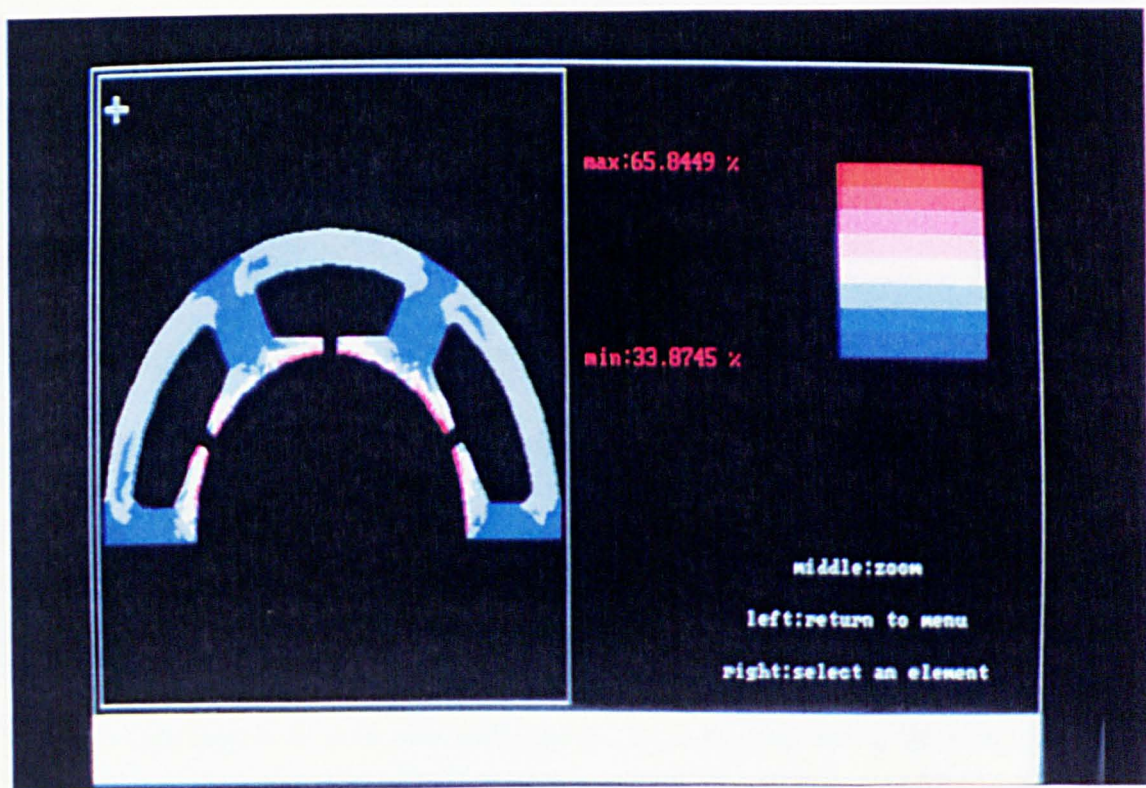 max:65.8449 %
min:33.8745 %
middle:zoom
left:return to menu
right:select an element